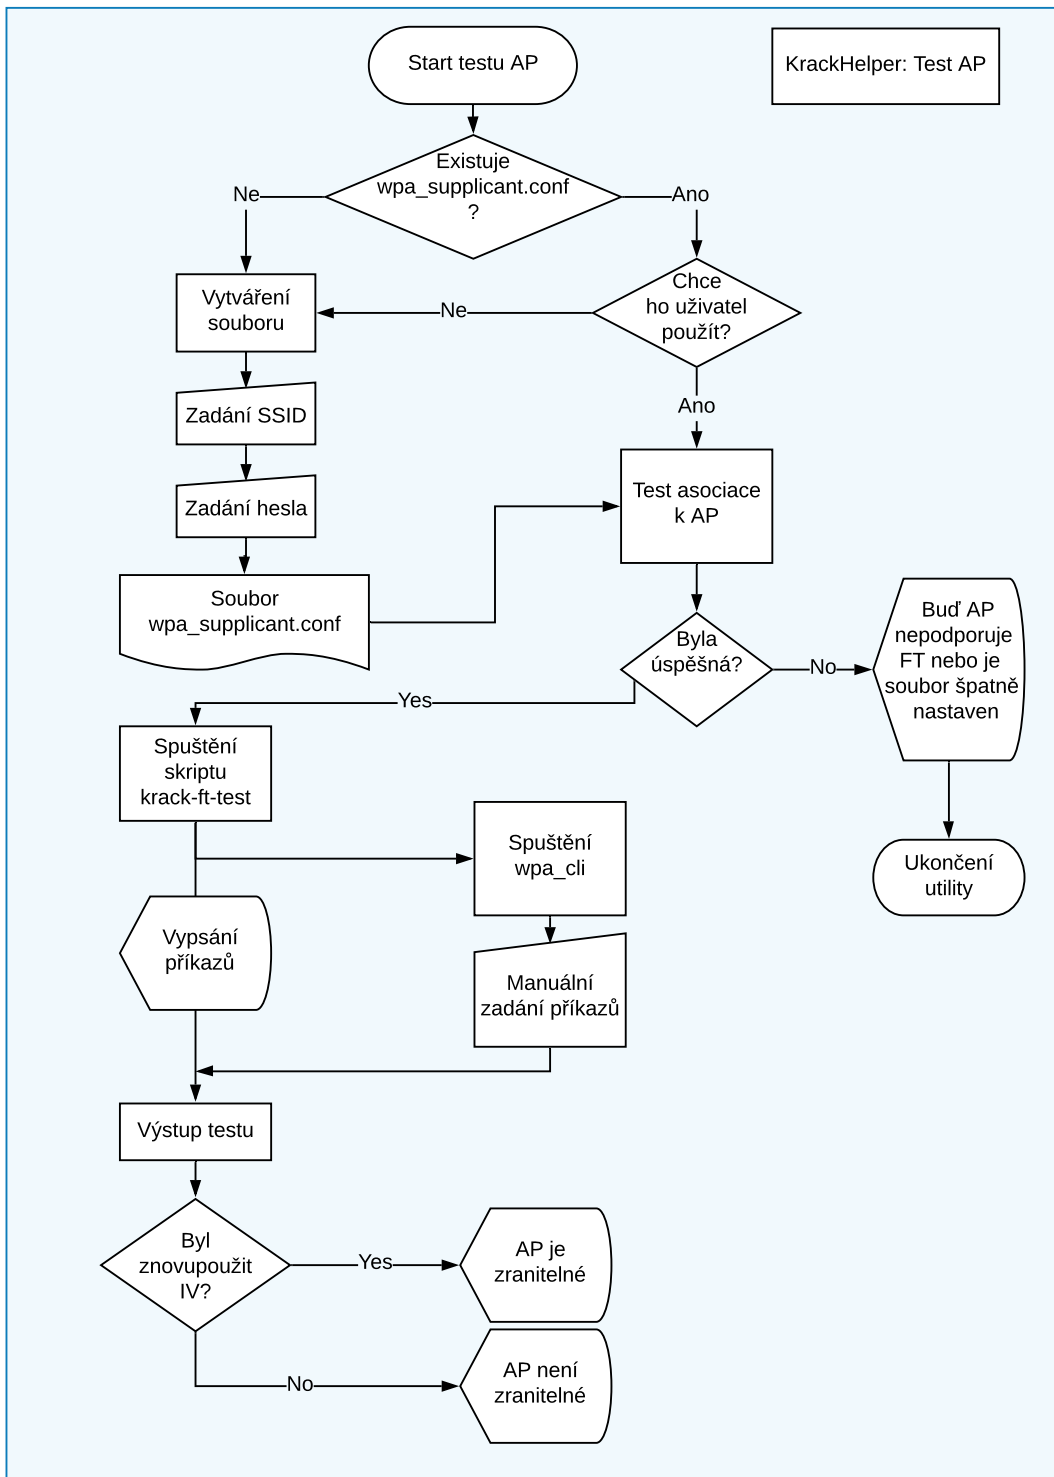 Start testu AP
KrackHelper: Test AP
Existuje
wpa_supplicant.conf
?
Ne
Ano
Vytváření
souboru
Ne
Chce
ho uživatel
použít?
Ano
Zadání SSID
Zadání hesla
Test asociace
k AP
Soubor
wpa_supplicant.conf
Byla
úspěšná?
No
Buď AP
nepodporuje
FT nebo je
soubor špatně
nastaven
Yes
Spuštění
skriptu
krack-ft-test
Spuštění
wpa_cli
Ukončení
utility
Vypsání
příkazů
Manuální
zadání příkazů
Výstup testu
Byl
znovupoužit
IV?
Yes
AP je
zranitelné
No
AP není
zranitelné